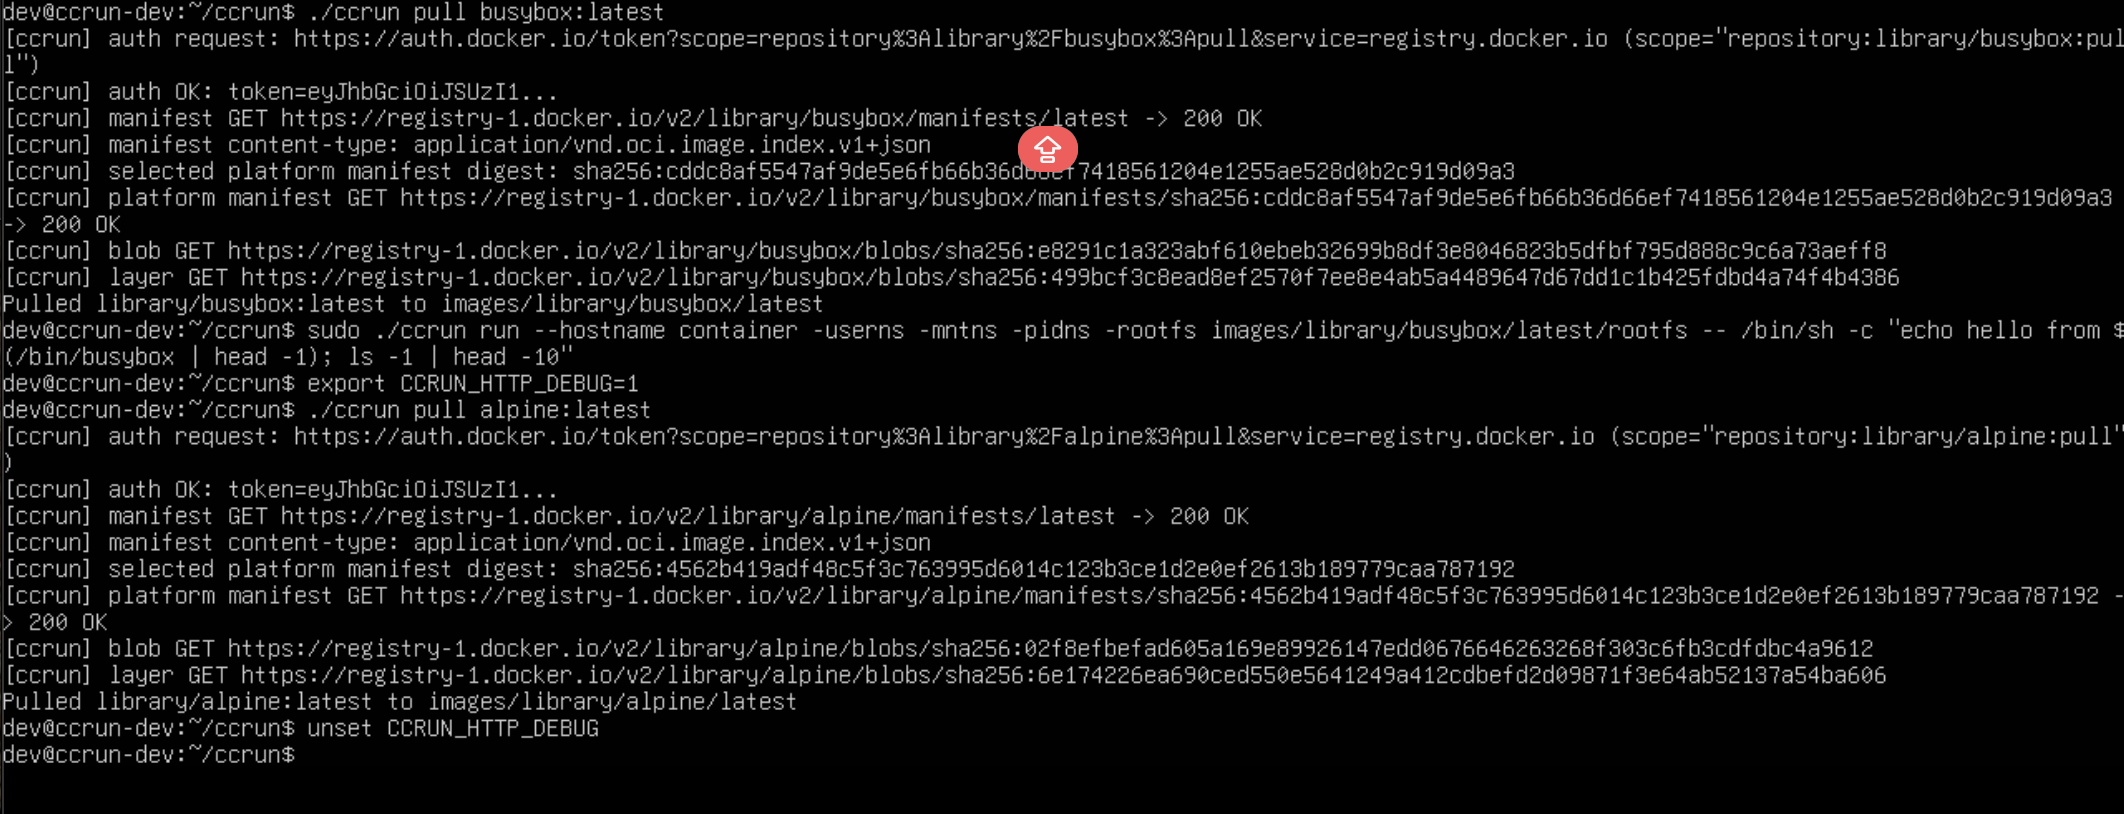 dev@ccrun-dev:~/ccrun$ ./ccrun pull busybox:latest
[ccrun] auth request: https://auth.docker.io/token?scope=repository%3Alibrary%2Fbusybox%3Apull&service=registry.docker.io (scope="repository:library/busybox:pul
l")
[ccrun] auth OK: token=eyJhbGciOiJSUzI1...
[ccrun] manifest GET https://registry-1.docker.io/v2/library/busybox/manifests/latest -> 200 OK
[ccrun] manifest content-type: application/vnd.oci.image.index.v1+json
[ccrun] selected platform manifest digest: sha256:cddc8af5547af9de5e6fb66b36d66ef7418561204e1255ae528d0b2c919d09a3
[ccrun] platform manifest GET https://registry-1.docker.io/v2/library/busybox/manifests/sha256:cddc8af5547af9de5e6fb66b36d66ef7418561204e1255ae528d0b2c919d09a3
-> 200 OK
[ccrun] blob GET https://registry-1.docker.io/v2/library/busybox/blobs/sha256:e8291c1a323abf610ebeb32699b8df3e8046823b5dfbf795d888c9c6a73aeff8
[ccrun] layer GET https://registry-1.docker.io/v2/library/busybox/blobs/sha256:499bcf3c8ead8ef2570f7ee8e4ab5a4489647d67dd1c1b425fdbd4a74f4b4386
Pulled library/busybox:latest to images/library/busybox/latest
dev@ccrun-dev:~/ccrun$ sudo ./ccrun run --hostname container -userns -mntns -pidns -rootfs images/library/busybox/latest/rootfs -- /bin/sh -c "echo hello from $
(/bin/busybox | head -1); ls -1 | head -10"
dev@ccrun-dev:~/ccrun$ export CCRUN_HTTP_DEBUG=1
dev@ccrun-dev:~/ccrun$ ./ccrun pull alpine:latest
[ccrun] auth request: https://auth.docker.io/token?scope=repository%3Alibrary%2Falpine%3Apull&service=registry.docker.io (scope="repository:library/alpine:pull"
)
[ccrun] auth OK: token=eyJhbGciOiJSUzI1...
[ccrun] manifest GET https://registry-1.docker.io/v2/library/alpine/manifests/latest -> 200 OK
[ccrun] manifest content-type: application/vnd.oci.image.index.v1+json
[ccrun] selected platform manifest digest: sha256:4562b419adf48c5f3c763995d6014c123b3ce1d2e0ef2613b189779caa787192
[ccrun] platform manifest GET https://registry-1.docker.io/v2/library/alpine/manifests/sha256:4562b419adf48c5f3c763995d6014c123b3ce1d2e0ef2613b189779caa787192 -
> 200 OK
[ccrun] blob GET https://registry-1.docker.io/v2/library/alpine/blobs/sha256:02f8efbefad605a169e89926147edd0676646263268f303c6fb3cdfdbc4a9612
[ccrun] layer GET https://registry-1.docker.io/v2/library/alpine/blobs/sha256:6e174226ea690ced550e5641249a412cdbefd2d09871f3e64ab52137a54ba606
Pulled library/alpine:latest to images/library/alpine/latest
dev@ccrun-dev:~/ccrun$ unset CCRUN_HTTP_DEBUG
dev@ccrun-dev:~/ccrun$